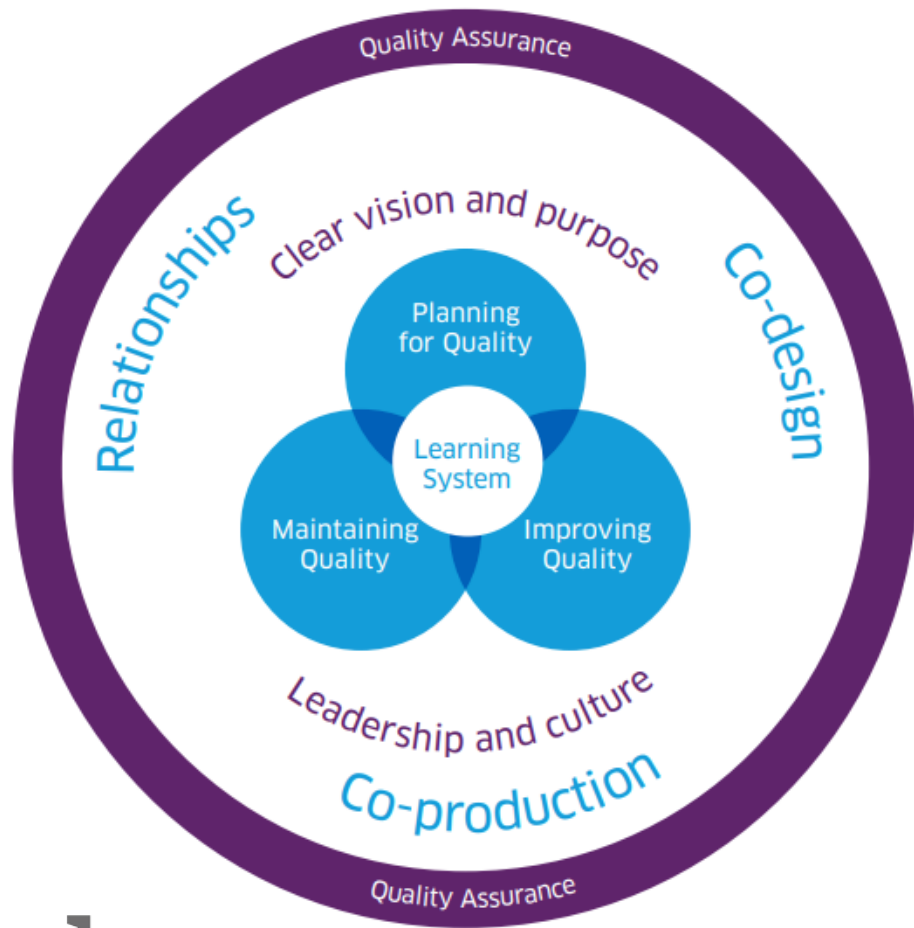 Quality Assurance
Clear vision and purpose
Relationships
Co-design
Planning
for Quality
Learning
System
Maintaining
Quality
Improving
Quality
Leadership and culture
Co-production
Quality Assurance